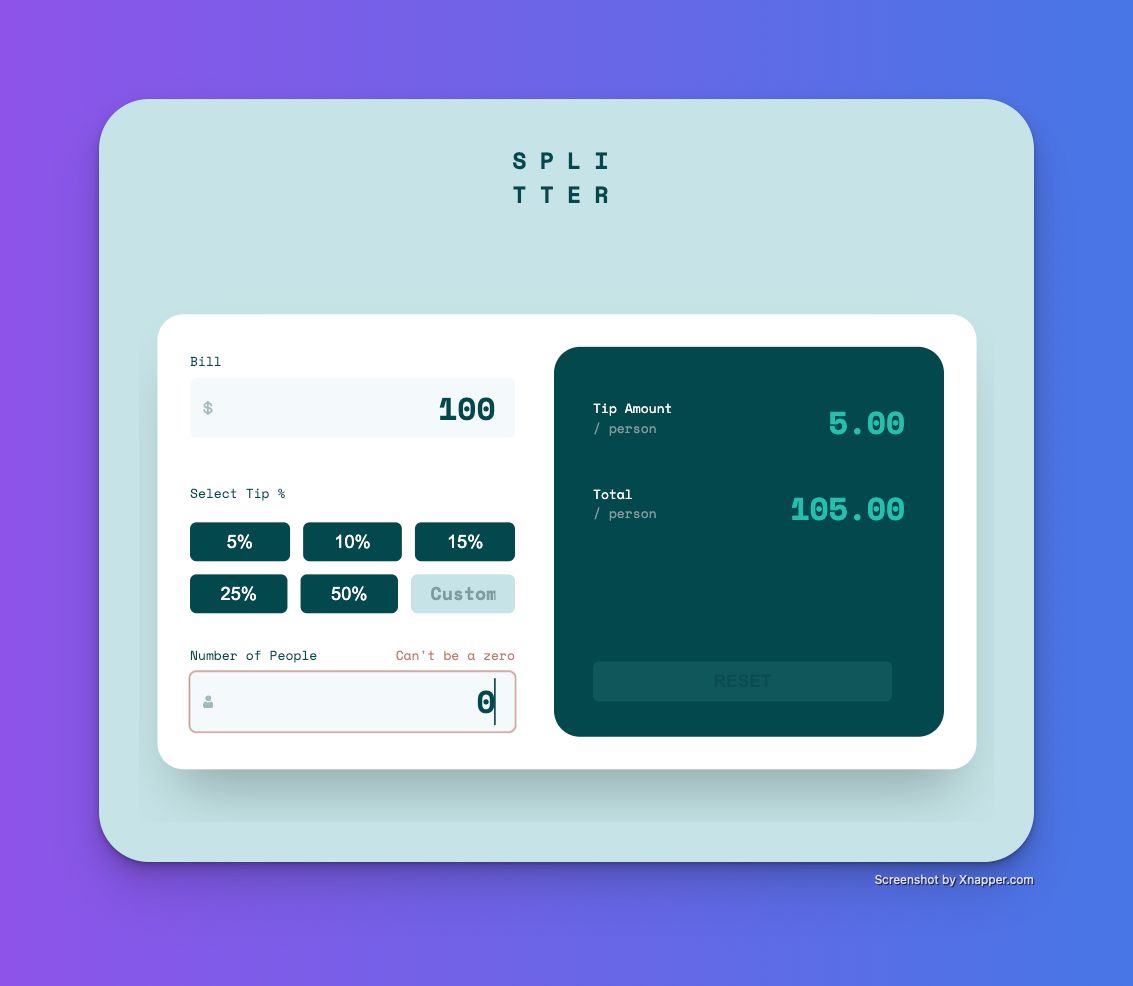 S P L I
T T E R
Bill
$
100
Select Tip %
5%
10%
15%
25%
50%
Custom
Number of People
Can't be a zero
0
Tip Amount
/ person
5.00
Total
/ person
105.00
RESET
Screenshot by Xnapper.com